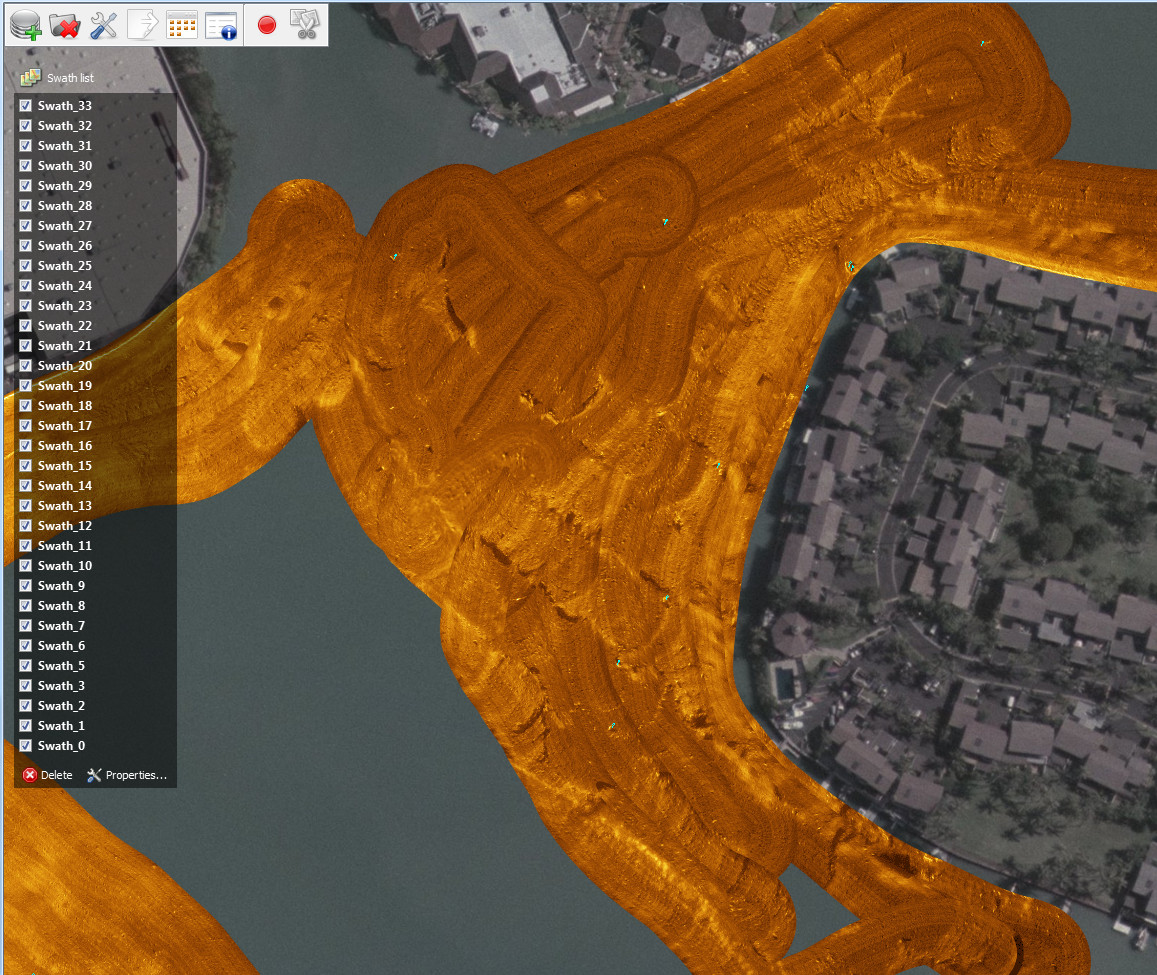 Swath list
Swath_33
Swath_32
Swath_31
Swath_30
Swath_29
Swath_28
Swath_27
Swath_26
Swath_25
Swath_24
Swath_23
Swath_22
Swath_21
Swath_20
Swath_19
Swath_18
Swath_17
Swath_16
Swath_15
Swath_14
Swath_13
Swath_12
Swath_11
Swath_10
Swath_9
Swath_8
Swath_7
Swath_6
Swath_5
Swath_3
Swath_2
Swath_1
Swath_0
Delete Properties...